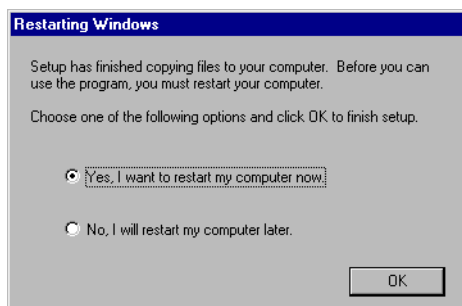 Restarting Windows
Setup has finished copying files to your computer.  Before you can
use the program, you must restart your computer.
Choose one of the following options and click OK to finish setup.
Yes, I want to restart my computer now.
No, I will restart my computer later.
OK